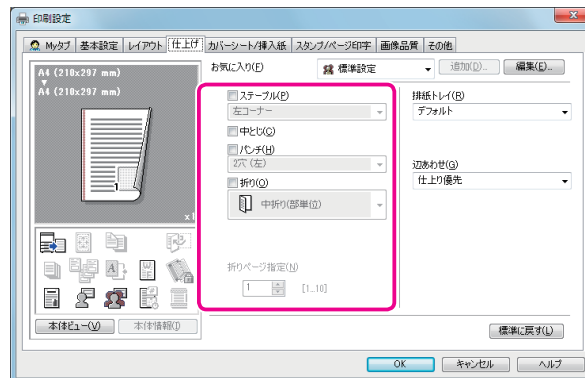 印刷設定
Myタブ 基本設定 レイアウト 仕上げ カバーシート/挿入紙 スタンプ/ページ印字 画像品質 その他
A4 (210x297 mm)
A4 (210x297 mm)
1
x1
お気に入り(F) 標準設定 追加(D)... 編集(E)...
ステープル(P)
左コーナー
中とじ(C)
パンチ(H)
2穴 (左)
折り(O)
中折り(部単位)
折りページ指定(N)
1 [1...10]
排紙トレイ(R)
デフォルト
辺あわせ(G)
仕上り優先
本体ビュー(V) 本体情報(I)
標準に戻す(L)
OK キャンセル ヘルプ